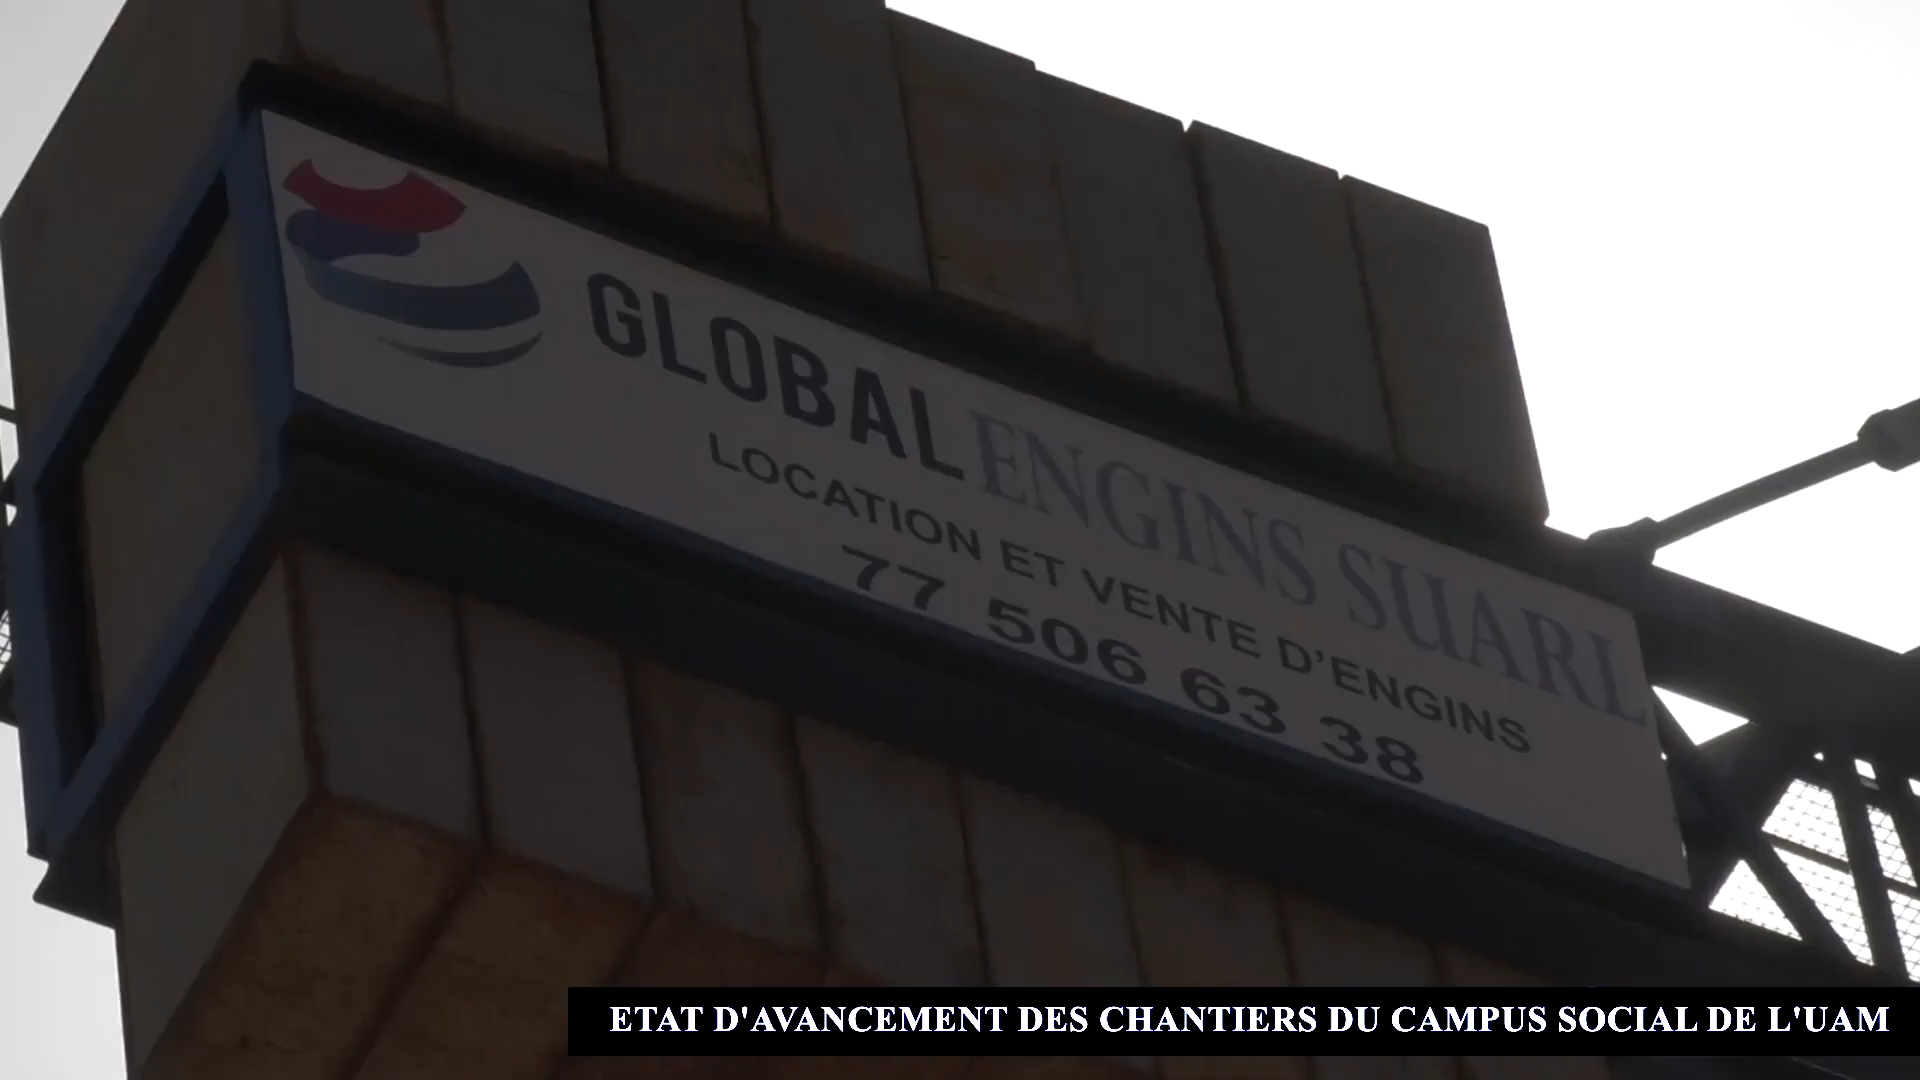 GLOBAL ENGINS SUARL
LOCATION ET VENTE D'ENGINS
77 506 63 38
ETAT D'AVANCEMENT DES CHANTIERS DU CAMPUS SOCIAL DE L'UAM